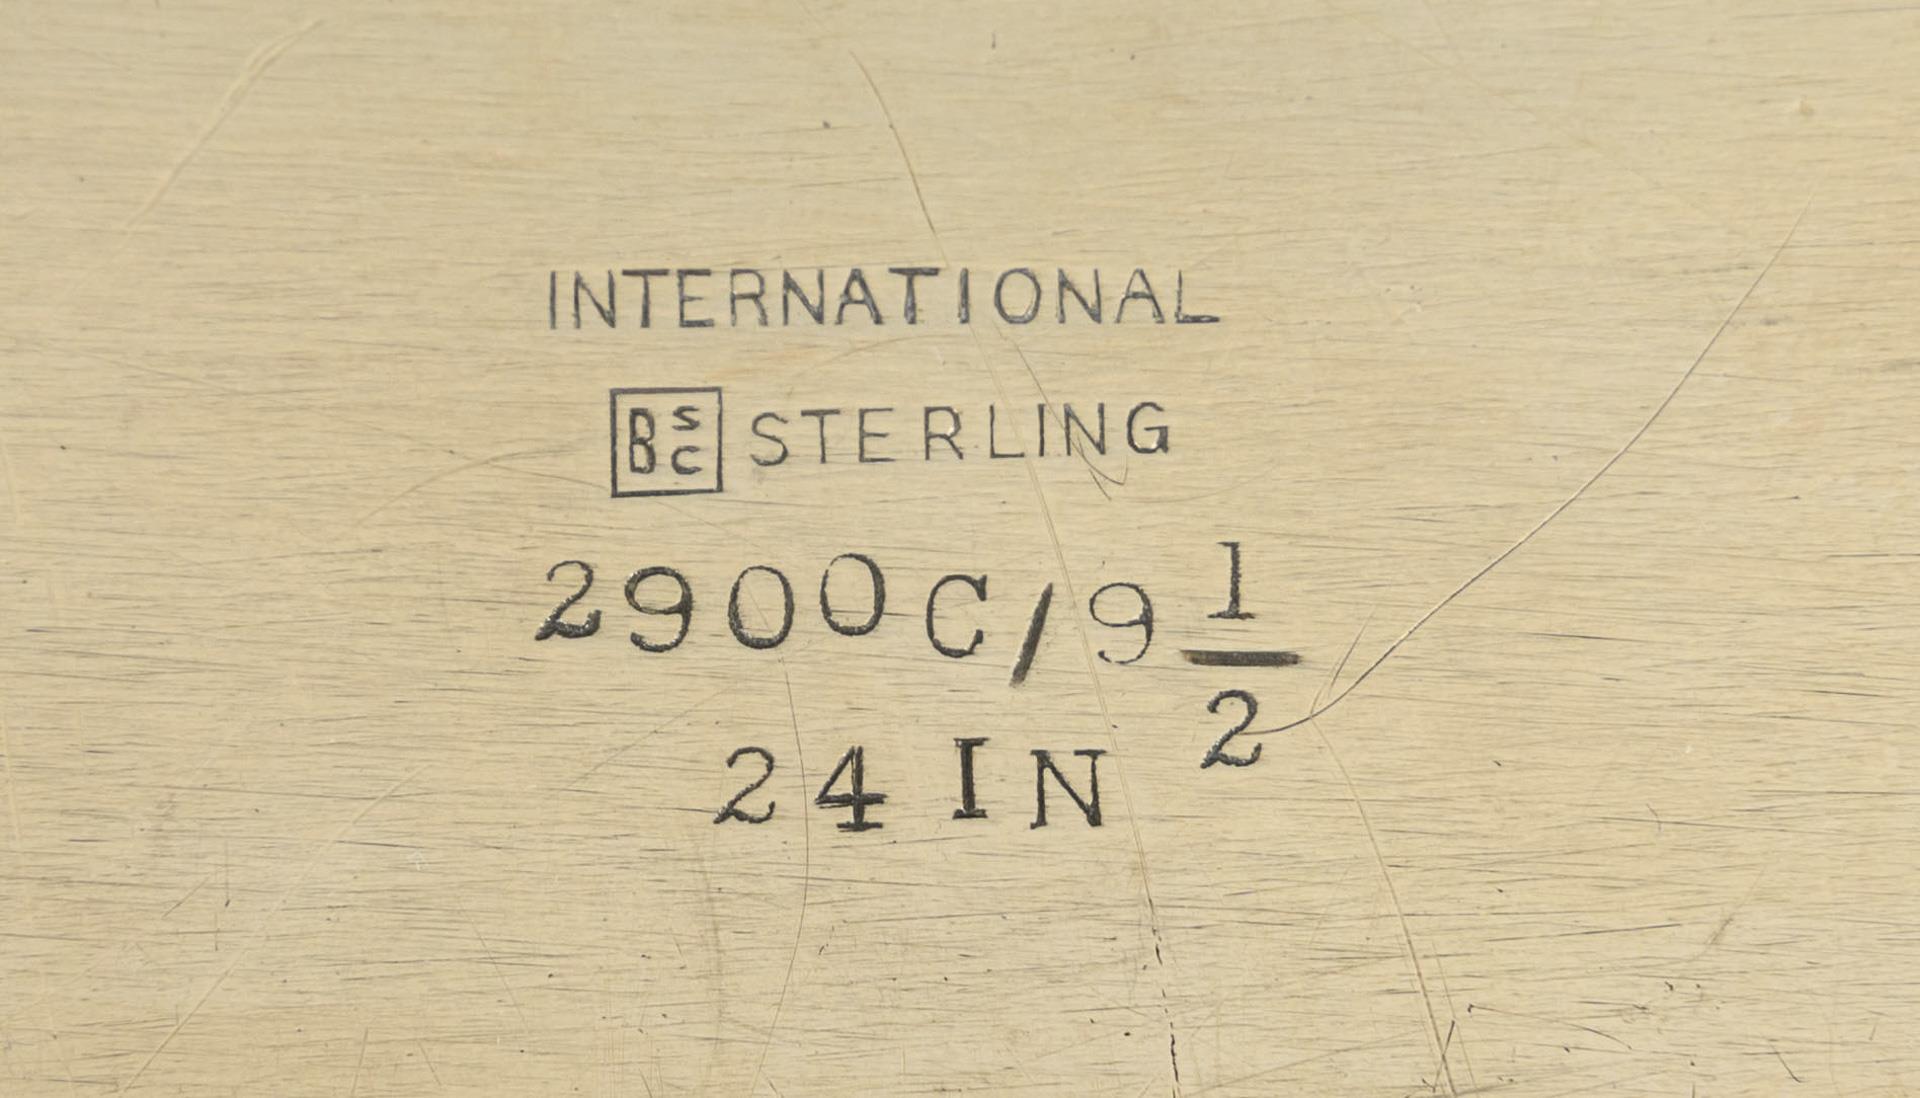 INTERNATIONAL
BSC STERLING
2900C/9 1/2
24 IN